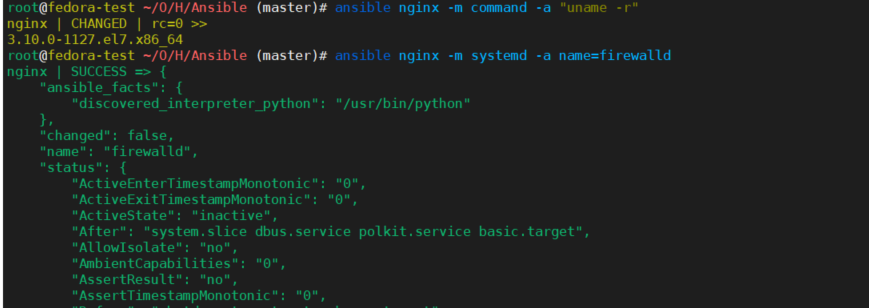 root@fedora-test ~/O/H/Ansible (master)# ansible nginx -m command -a "uname -r"
nginx | CHANGED | rc=0 >>
3.10.0-1127.el7.x86_64
root@fedora-test ~/O/H/Ansible (master)# ansible nginx -m systemd -a name=firewalld
nginx | SUCCESS => {
    "ansible_facts": {
        "discovered_interpreter_python": "/usr/bin/python"
    },
    "changed": false,
    "name": "firewalld",
    "status": {
        "ActiveEnterTimestampMonotonic": "0",
        "ActiveExitTimestampMonotonic": "0",
        "ActiveState": "inactive",
        "After": "system.slice dbus.service polkit.service basic.target",
        "AllowIsolate": "no",
        "AmbientCapabilities": "0",
        "AssertResult": "no",
        "AssertTimestampMonotonic": "0",